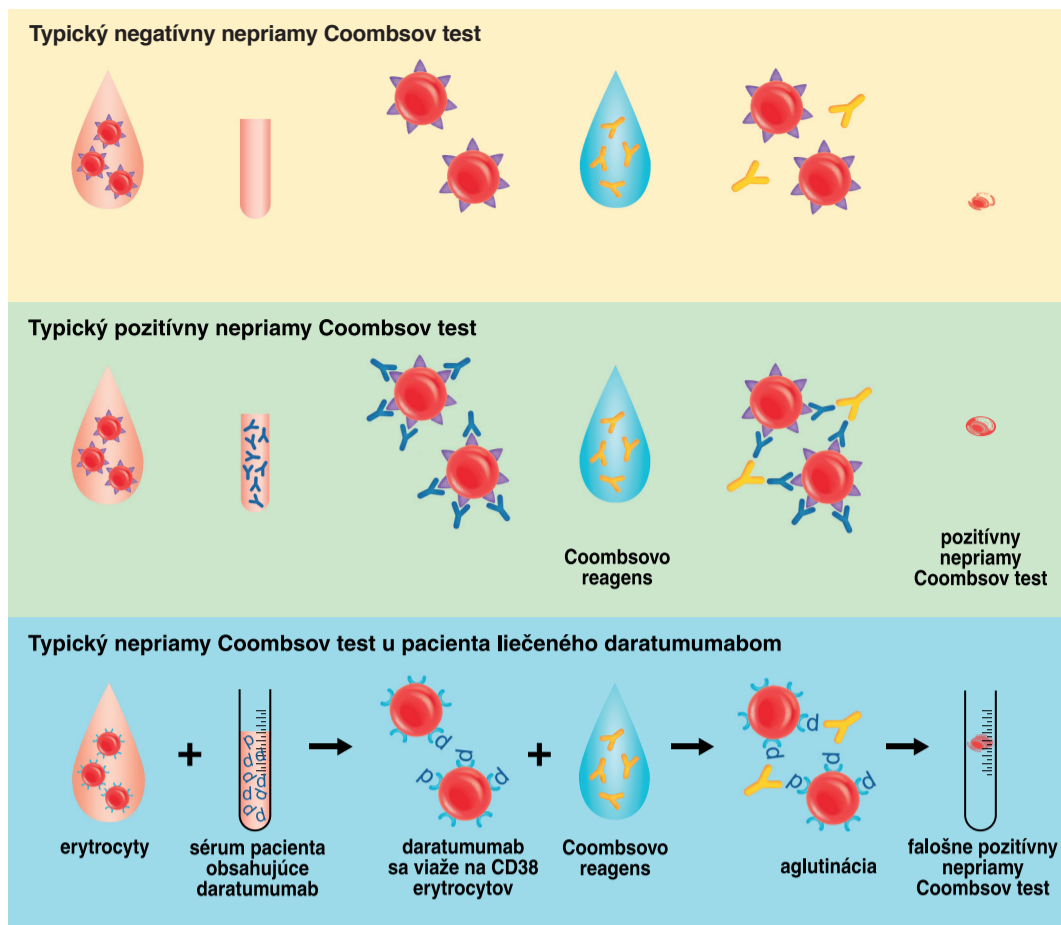 Typický negatívny nepriamy Coombsov test
Typický pozitívny nepriamy Coombsov test
Coombsovo
reagens
pozitívny
nepriamy
Coombsov test
Typický nepriamy Coombsov test u pacienta liečeného daratumumabom
+
+
d
d
d
d
d
d
d
d
erytrocyty
sérum pacienta
obsahujúce
daratumumab
daratumumab
sa viaže na CD38
erytrocytov
Coombsovo
reagens
aglutinácia
falošne pozitívny
nepriamy
Coombsov test